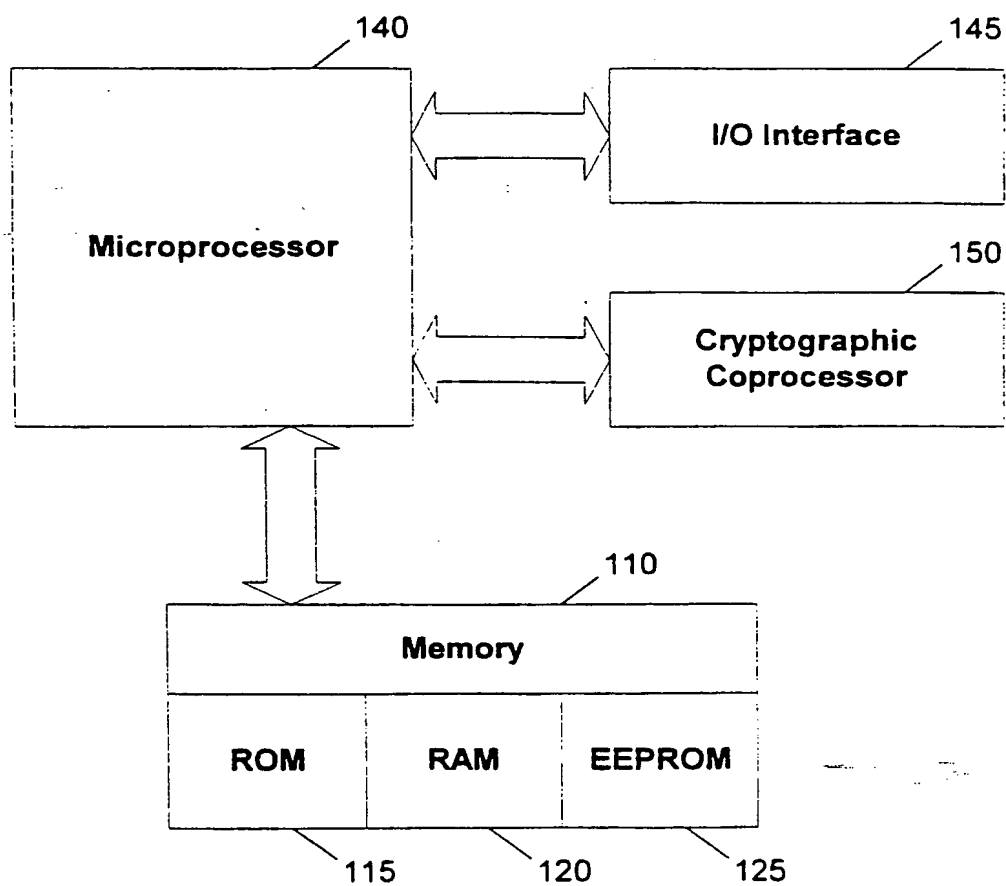 140
145
I/O Interface
Microprocessor
150
Cryptographic
Coprocessor
110
Memory
ROM
RAM
EEPROM
115
120
125